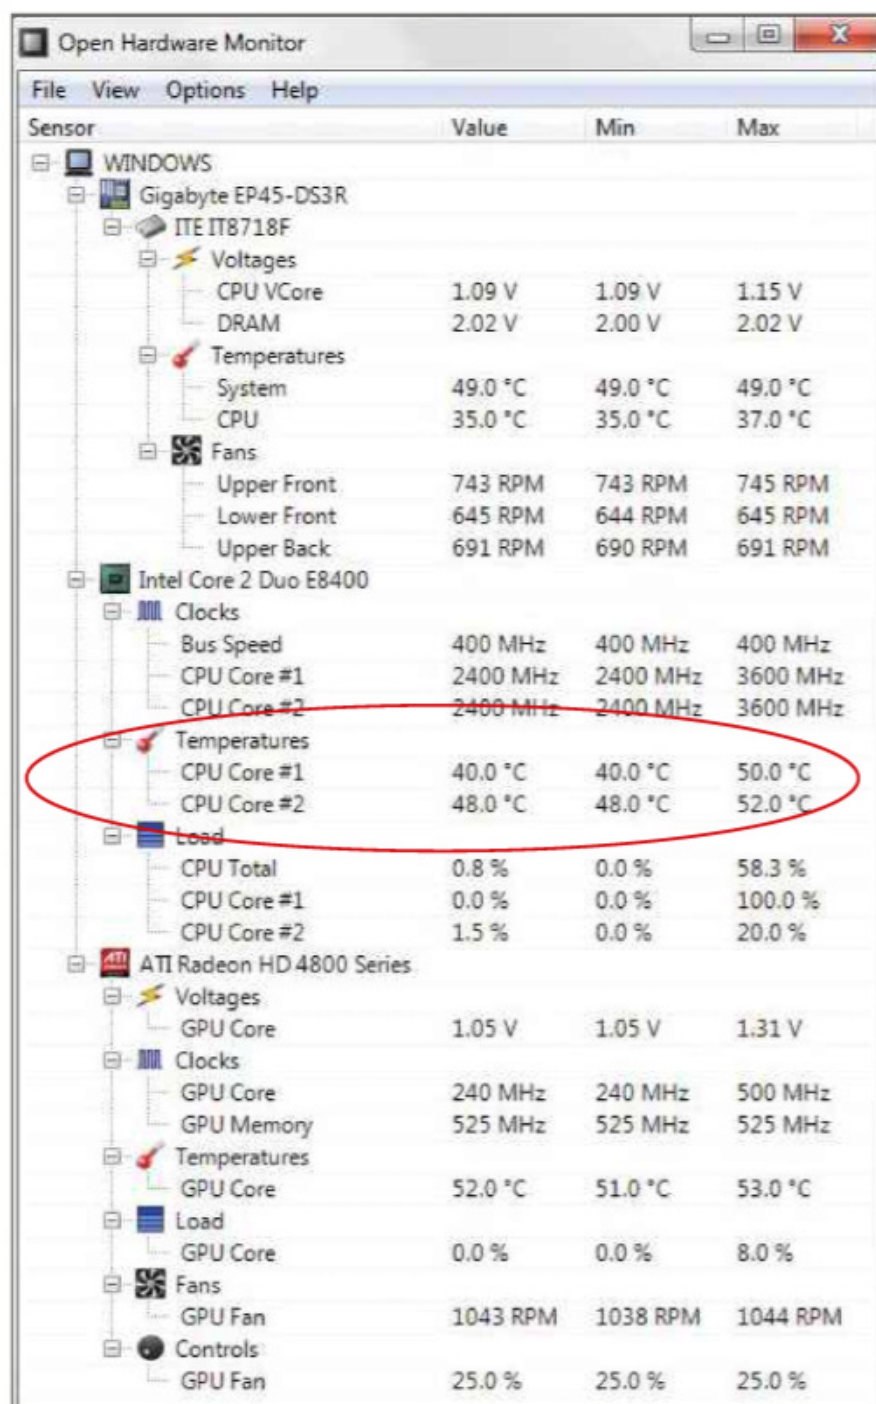 Open Hardware Monitor
File View Options Help
Sensor Value Min Max
WINDOWS
Gigabyte EP45-DS3R
ITE IT8718F
Voltages
CPU VCore 1.09 V 1.09 V 1.15 V
DRAM 2.02 V 2.00 V 2.02 V
Temperatures
System 49.0 °C 49.0 °C 49.0 °C
CPU 35.0 °C 35.0 °C 37.0 °C
Fans
Upper Front 743 RPM 743 RPM 745 RPM
Lower Front 645 RPM 644 RPM 645 RPM
Upper Back 691 RPM 690 RPM 691 RPM
Intel Core 2 Duo E8400
Clocks
Bus Speed 400 MHz 400 MHz 400 MHz
CPU Core #1 2400 MHz 2400 MHz 3600 MHz
CPU Core #2 2400 MHz 2400 MHz 3600 MHz
Temperatures
CPU Core #1 40.0 °C 40.0 °C 50.0 °C
CPU Core #2 48.0 °C 48.0 °C 52.0 °C
Load
CPU Total 0.8 % 0.0 % 58.3 %
CPU Core #1 0.0 % 0.0 % 100.0 %
CPU Core #2 1.5 % 0.0 % 20.0 %
ATI ATI Radeon HD 4800 Series
Voltages
GPU Core 1.05 V 1.05 V 1.31 V
Clocks
GPU Core 240 MHz 240 MHz 500 MHz
GPU Memory 525 MHz 525 MHz 525 MHz
Temperatures
GPU Core 52.0 °C 51.0 °C 53.0 °C
Load
GPU Core 0.0 % 0.0 % 8.0 %
Fans
GPU Fan 1043 RPM 1038 RPM 1044 RPM
Controls
GPU Fan 25.0 % 25.0 % 25.0 %